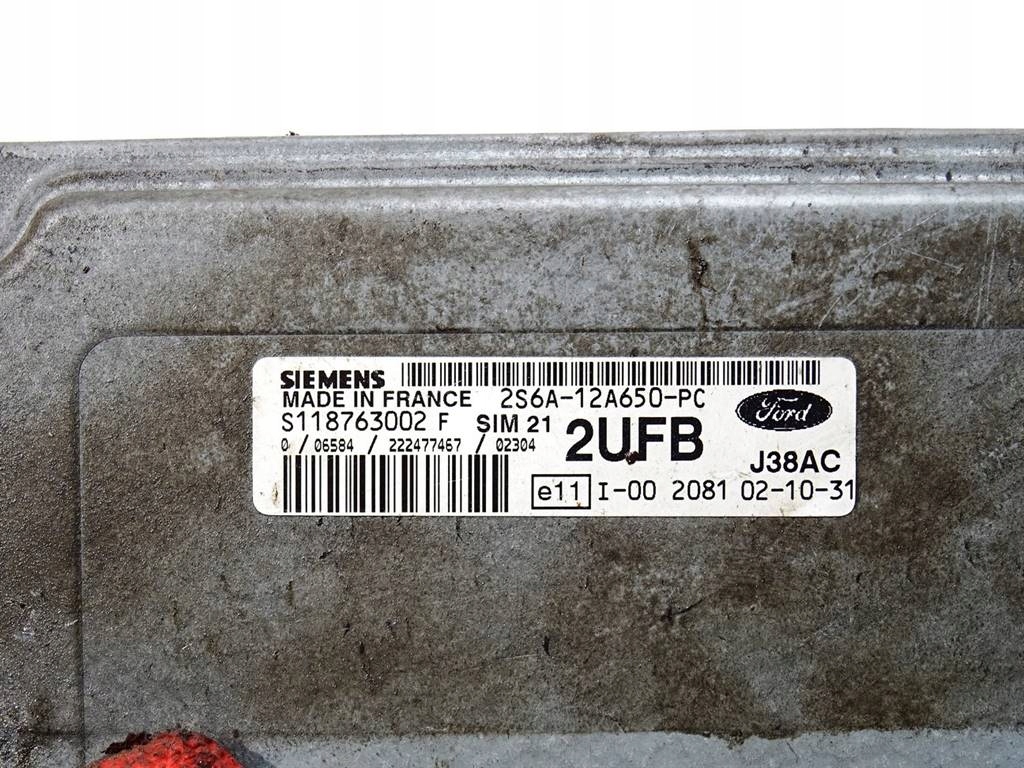 SIEMENS
MADE IN FRANCE 2S6A-12A650-PC
S118763002 F SIM 21
0 / 06584 / 222477467 / 02304
2UFB
Ford
J38AC
e11 I-00 2081 02-10-31